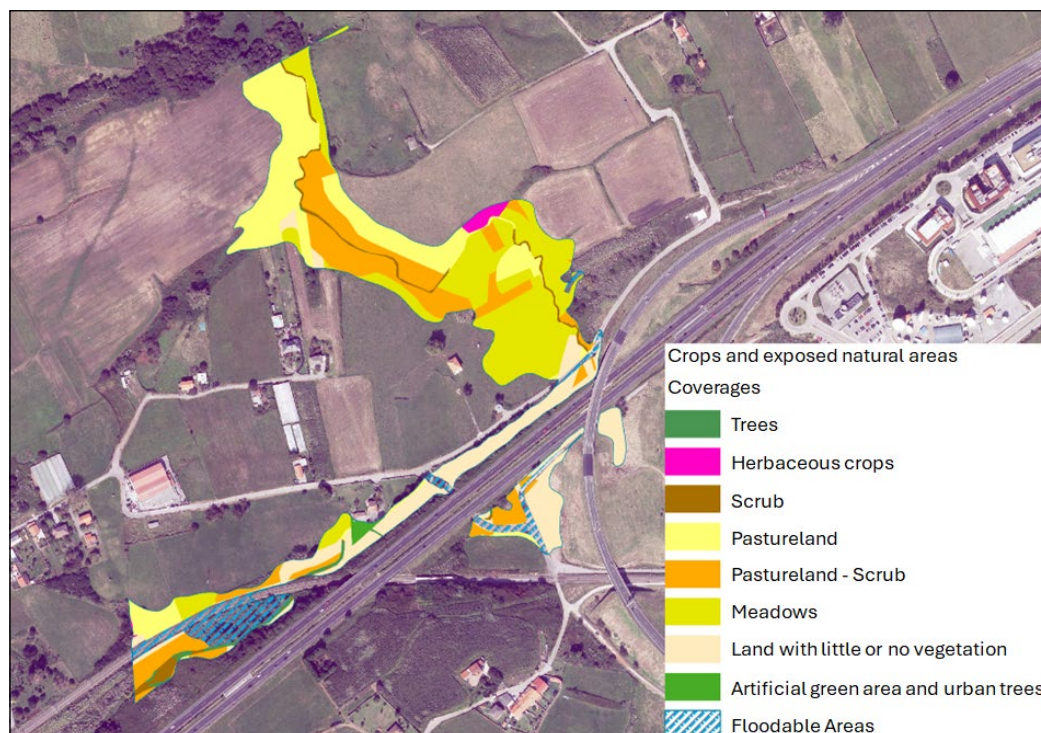 Crops and exposed natural areas
Coverages
Trees
Herbaceous crops
Scrub
Pastureland
Pastureland - Scrub
Meadows
Land with little or no vegetation
Artificial green area and urban trees
Floodable Areas